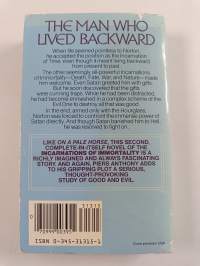 THE MAN WHO
LIVED BACKWARD
When life seemed pointless to Norton,
he accepted the position as the Incarnation
of Time, even though it meant living backward
from present to past.
The other seemingly all-powerful Incarnations
of Immortality—Death, Fate, War, and Nature—made
him welcome. Even Satan greeted him with gifts.
But he soon discovered that the gifts
were cunning traps. While he had been distracted,
he had become enmeshed in a complex scheme of the
Evil One to destroy all that was good.
In the end, armed only with the Hourglass,
Norton was forced to confront the immense power of
Satan directly. And though Satan banished him to Hell,
he was resolved to fight on.
LIKE ON A PALE HORSE, THIS SECOND,
COMPLETE-IN-ITSELF NOVEL OF THE
INCARNATIONS OF IMMORTALITY IS A
RICHLY IMAGINED AND ALWAYS FASCINATING
STORY. AND AGAIN, PIERS ANTHONY ADDS
TO HIS GRIPPING PLOT A SERIOUS,
THOUGHT-PROVOKING
STUDY OF GOOD AND EVIL.
31315
ISBN 0-345-31315-1